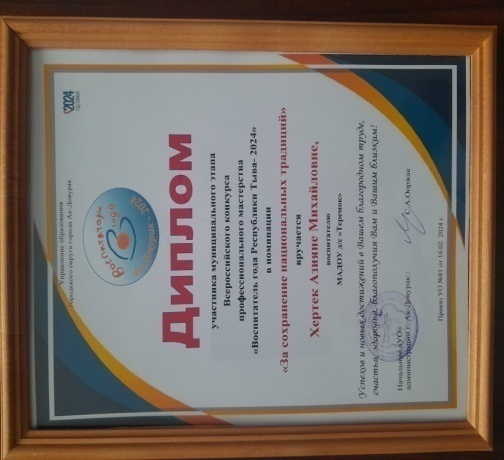 Управление образования
городского округа города Ак-Довурак
2024
Воспитатель
года
Ак-Довурак 2024
ДИПЛОМ
участника муниципального этапа
Всероссийского конкурса
профессионального мастерства
«Воспитатель года Республики Тыва- 2024»
в номинации
«За сохранение национальных традиций»
вручается
Хертек Азияне Михайловне,
воспитателю
МАДОУ д/с «Теремок»
Успехов и новых достижений в Вашем благородном труде,
счастья, здоровья, благополучия Вам и Вашим близким!
Начальник УО
администрации г. Ак-Довурак: С.А.Ооржак
Приказ УО №81 от 16.02. 2024 г.